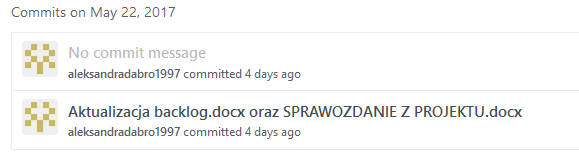 Commits on May 22, 2017
No commit message
aleksandradabro1997 committed 4 days ago
Aktualizacja backlog.docx oraz SPRAWOZDANIE Z PROJEKTU.docx
aleksandradabro1997 committed 4 days ago